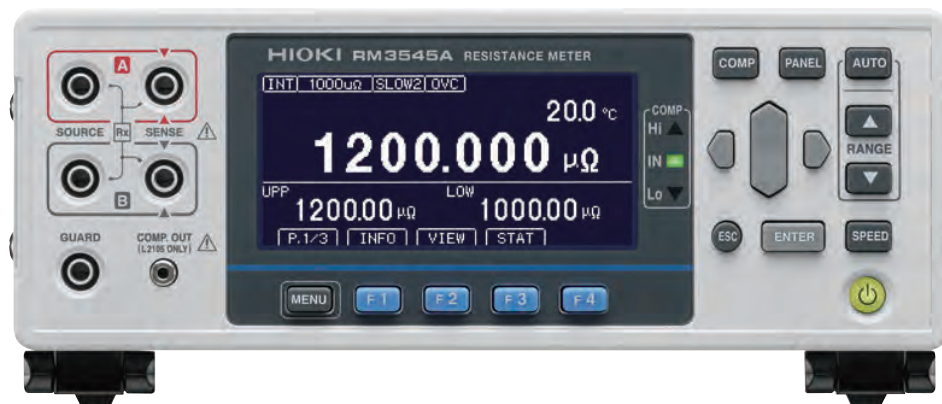 HIOKI RM3545A RESISTANCE METER
A
SOURCE Rx SENSE
B
GUARD COMP. OUT
(L2105 ONLY)
INT 1000μΩ SLOW2 OVC
20.0 °C
1200.000 μΩ
UPP LOW
1200.00 μΩ 1000.00 μΩ
P.1/3 INFO VIEW STAT
COMP
Hi
IN
Lo
MENU F1 F2 F3 F4
COMP PANEL AUTO
RANGE
ESC ENTER SPEED